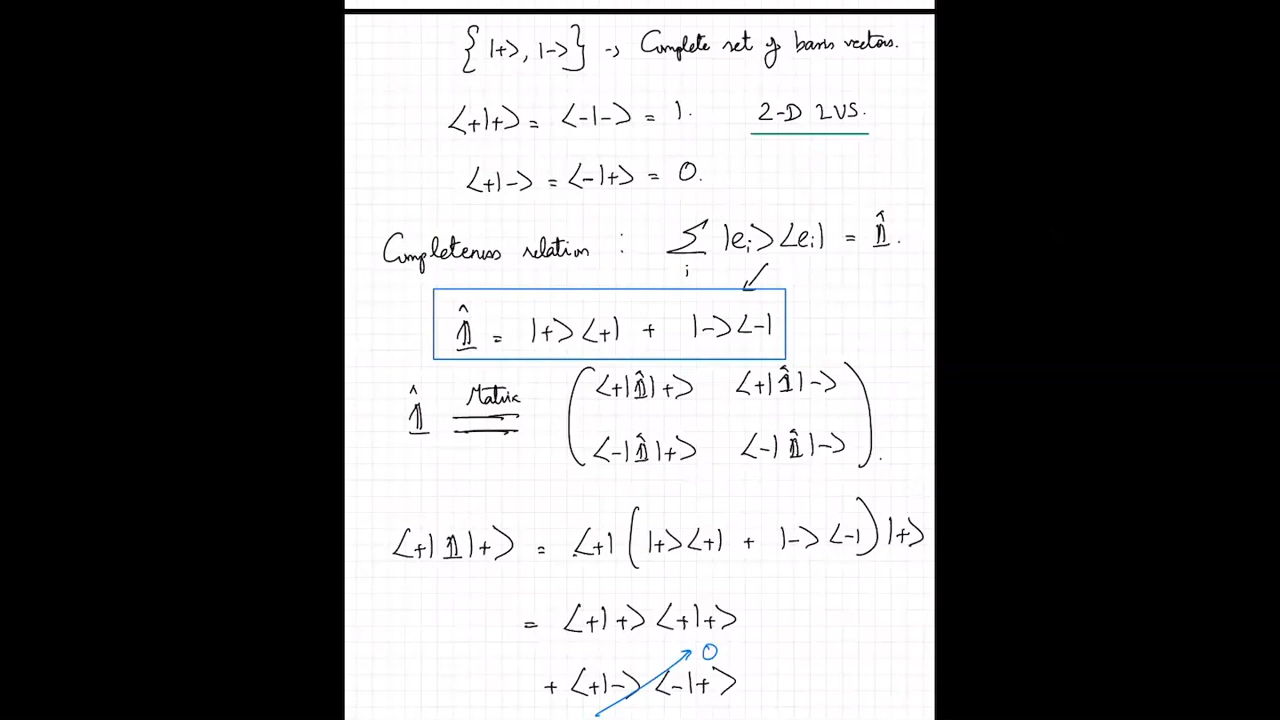 { |+>, |-> } → Complete set of basis vectors.
<+|+> = <-|-> = 1. 2-D LVS.
<+|-> = <-|+> = 0.
Completeness relation : ∑_i |e_i><e_i| = 𝟙̂.
𝟙̂ = |+><+| + |-><-|
𝟙̂ Matrix ( <+|𝟙̂|+> <+|𝟙̂|->
<-|𝟙̂|+> <-|𝟙̂|-> ).
<+|𝟙|+> = <+| ( |+><+| + |-><-| ) |+>
= <+|+> <+|+>
0
+ <+|-> <-|+>